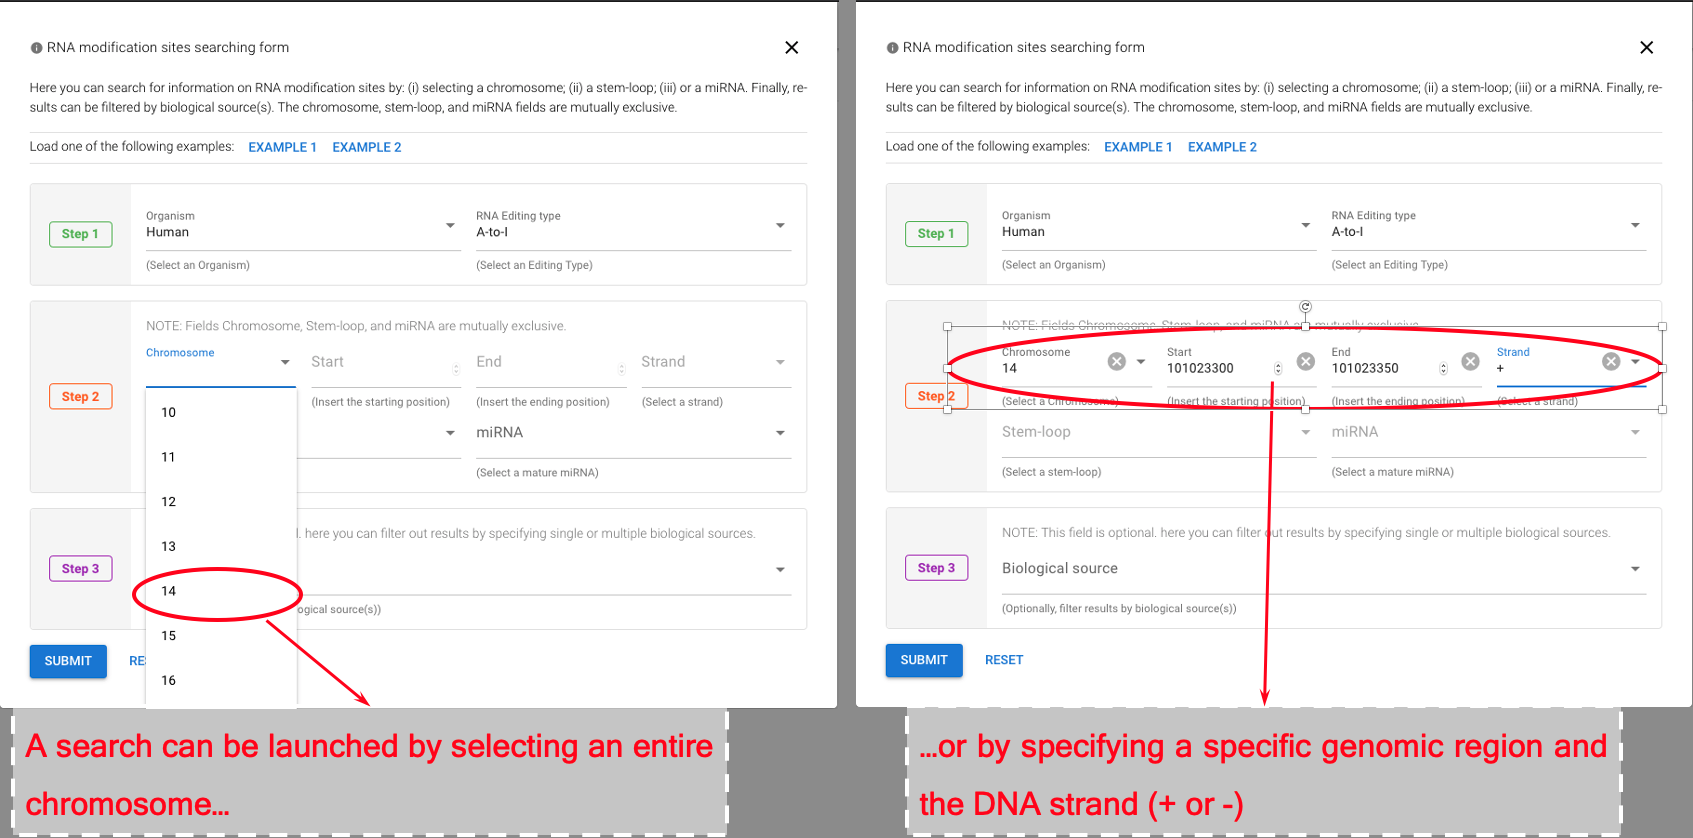 RNA modification sites searching form
Here you can search for information on RNA modification sites by: (i) selecting a chromosome; (ii) a stem-loop; (iii) or a miRNA. Finally, re-
sults can be filtered by biological source(s). The chromosome, stem-loop, and miRNA fields are mutually exclusive.
Load one of the following examples: EXAMPLE 1 EXAMPLE 2
Step 1
Organism
Human
(Select an Organism)
RNA Editing type
A-to-I
(Select an Editing Type)
Step 2
NOTE: Fields Chromosome, Stem-loop, and miRNA are mutually exclusive.
Chromosome
Start
(Insert the starting position)
End
(Insert the ending position)
Strand
(Select a strand)
miRNA
(Select a mature miRNA)
10
11
12
13
14
15
16
Step 3
l. here you can filter out results by specifying single or multiple biological sources.
ogical source(s))
SUBMIT
RE
A search can be launched by selecting an entire
chromosome...
RNA modification sites searching form
Here you can search for information on RNA modification sites by: (i) selecting a chromosome; (ii) a stem-loop; (iii) or a miRNA. Finally, re-
sults can be filtered by biological source(s). The chromosome, stem-loop, and miRNA fields are mutually exclusive.
Load one of the following examples: EXAMPLE 1 EXAMPLE 2
Step 1
Organism
Human
(Select an Organism)
RNA Editing type
A-to-I
(Select an Editing Type)
Step 2
NOTE: Fields Chromosome, Stem-loop, and miRNA are mutually exclusive.
Chromosome
14
(Select a Chromosome)
Start
101023300
(Insert the starting position)
End
101023350
(Insert the ending position)
Strand
+
(Select a strand)
Stem-loop
(Select a stem-loop)
miRNA
(Select a mature miRNA)
Step 3
NOTE: This field is optional. here you can filter out results by specifying single or multiple biological sources.
Biological source
(Optionally, filter results by biological source(s))
SUBMIT
RESET
...or by specifying a specific genomic region and
the DNA strand (+ or -)